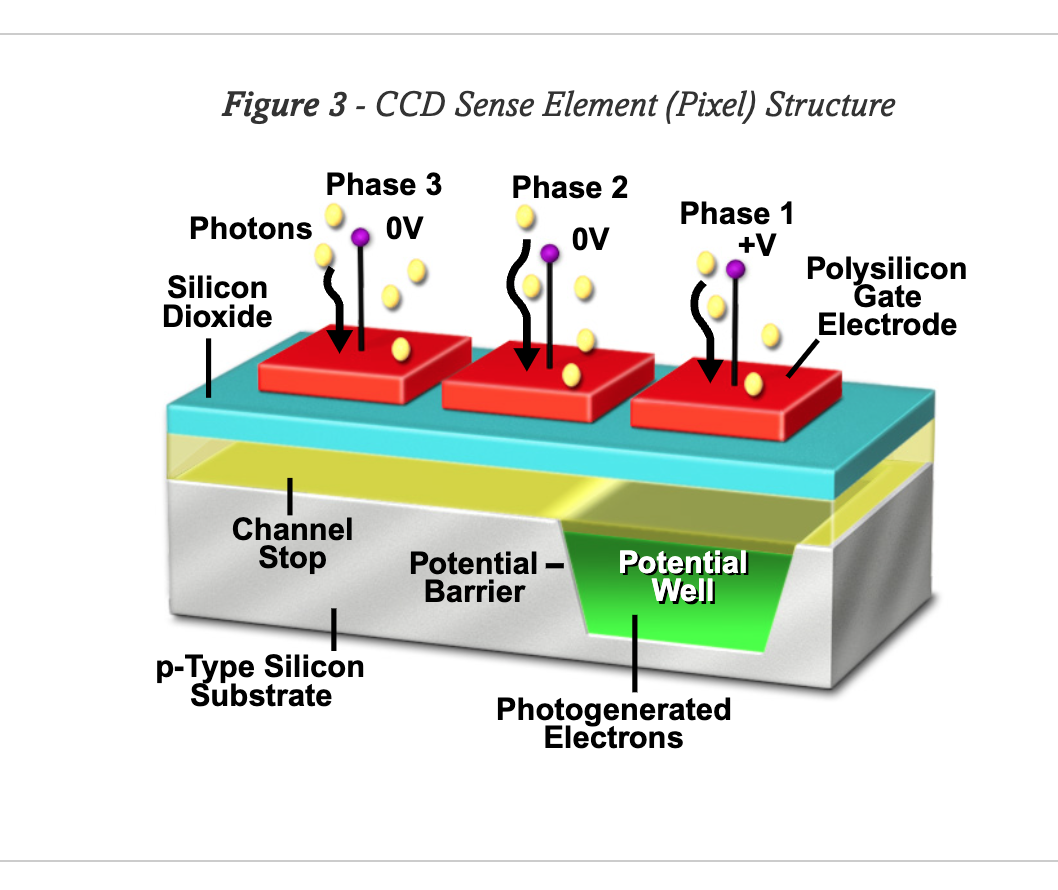 Figure 3 - CCD Sense Element (Pixel) Structure
Phase 3
Phase 2
Phase 1
Photons
0V
0V
+V
Silicon
Dioxide
Polysilicon
Gate
Electrode
Channel
Stop
Potential
Barrier
Potential
Well
p-Type Silicon
Substrate
Photogenerated
Electrons